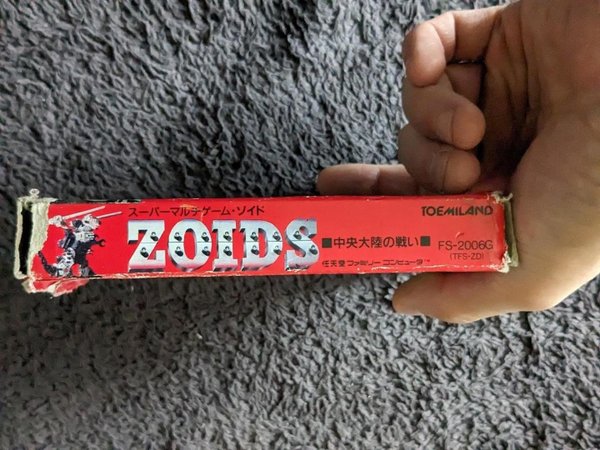 スーパーマルチゲーム・ゾイド
ZOIDS
■中央大陸の戦い■
任天堂ファミリーコンピュータ™
TOEMILAND
FS-2006G
(TFS-ZD)